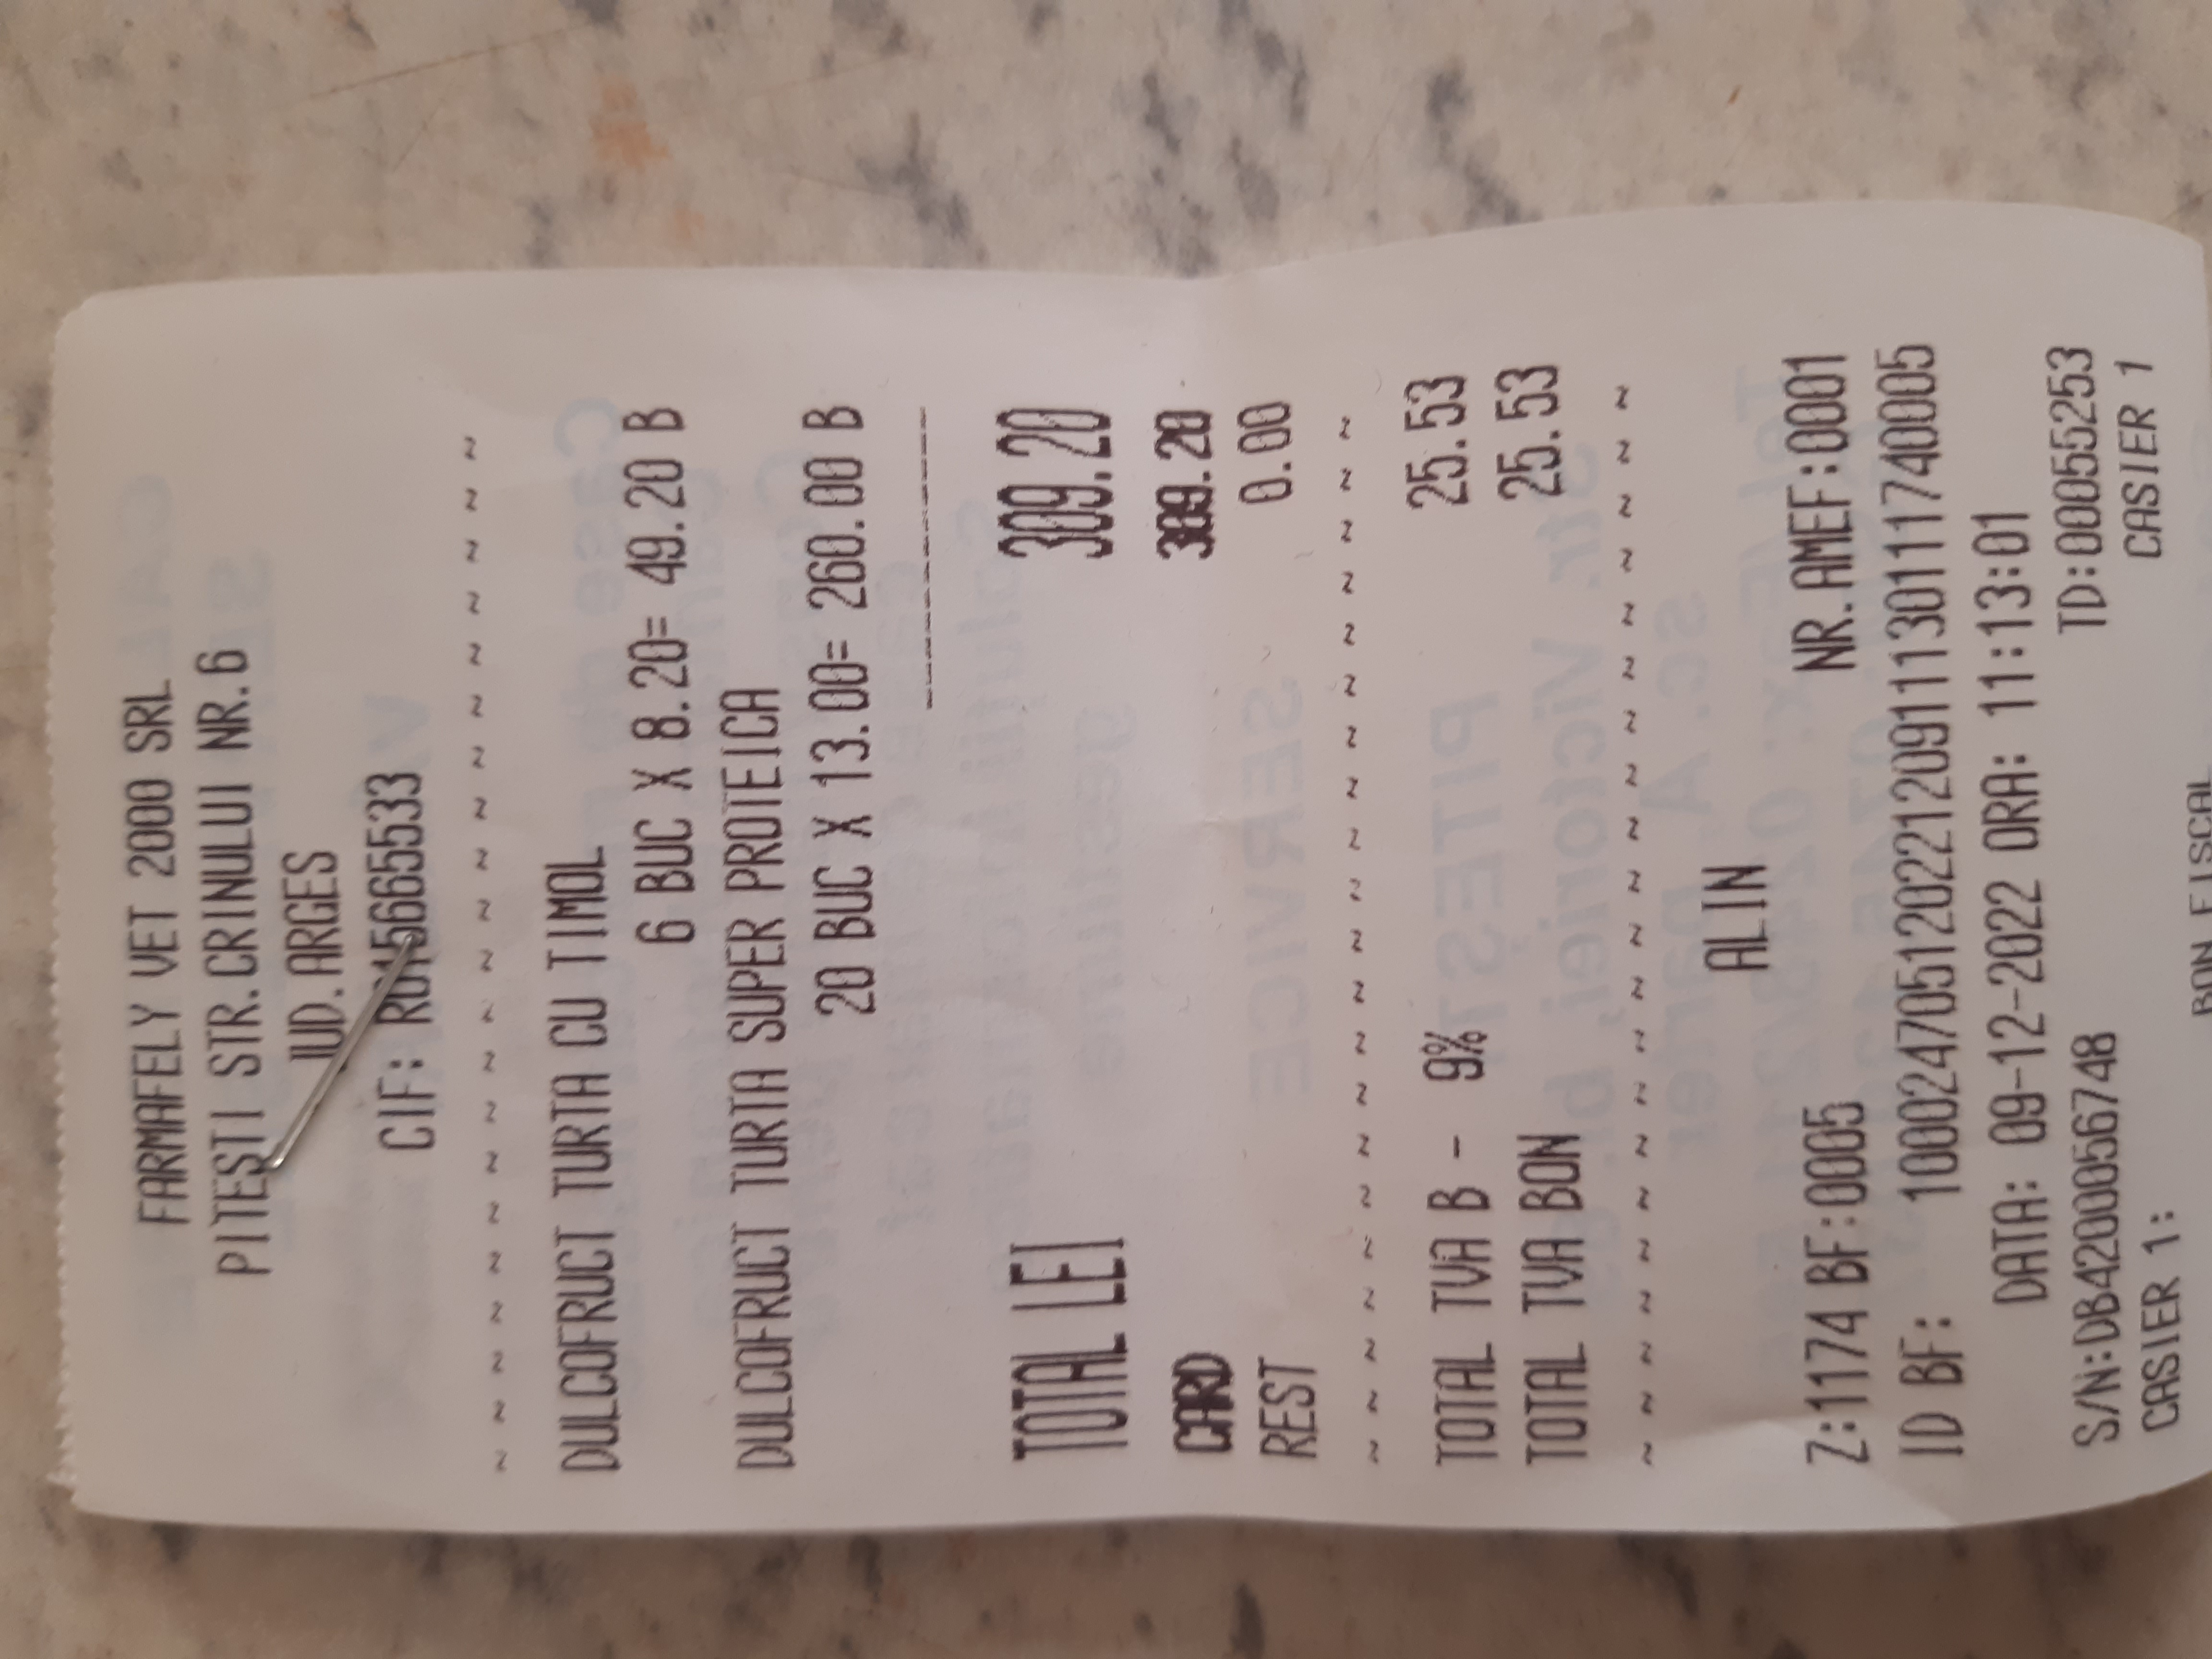 FARMAFELY VET 2000 SRL
PITESTI STR.CRINULUI NR.6
JUD.ARGES
CIF: RO15665533
~ ~ ~ ~ ~ ~ ~ ~ ~ ~ ~ ~ ~ ~ ~ ~ ~ ~ ~ ~ ~
DULCOFRUCT TURTA CU TIMOL
6 BUC X 8.20= 49.20 B
DULCOFRUCT TURTA SUPER PROTEICA
20 BUC X 13.00= 260.00 B
TOTAL LEI 309.20
CARD 309.20
REST 0.00
~ ~ ~ ~ ~ ~ ~ ~ ~ ~ ~ ~ ~ ~ ~ ~ ~ ~ ~ ~ ~
TOTAL TVA B - 9% 25.53
TOTAL TVA BON 25.53
~ ~ ~ ~ ~ ~ ~ ~ ~ ~ ~ ~ ~ ~ ~ ~ ~ ~ ~ ~ ~
ALIN
Z:1174 BF:0005 NR.AMEF:0001
ID BF: 1000247051202212091113011740005
DATA: 09-12-2022 ORA: 11:13:01
S/N:DB4200056748 TD:00055253
CASIER 1: CASIER 1
BON FISCAL